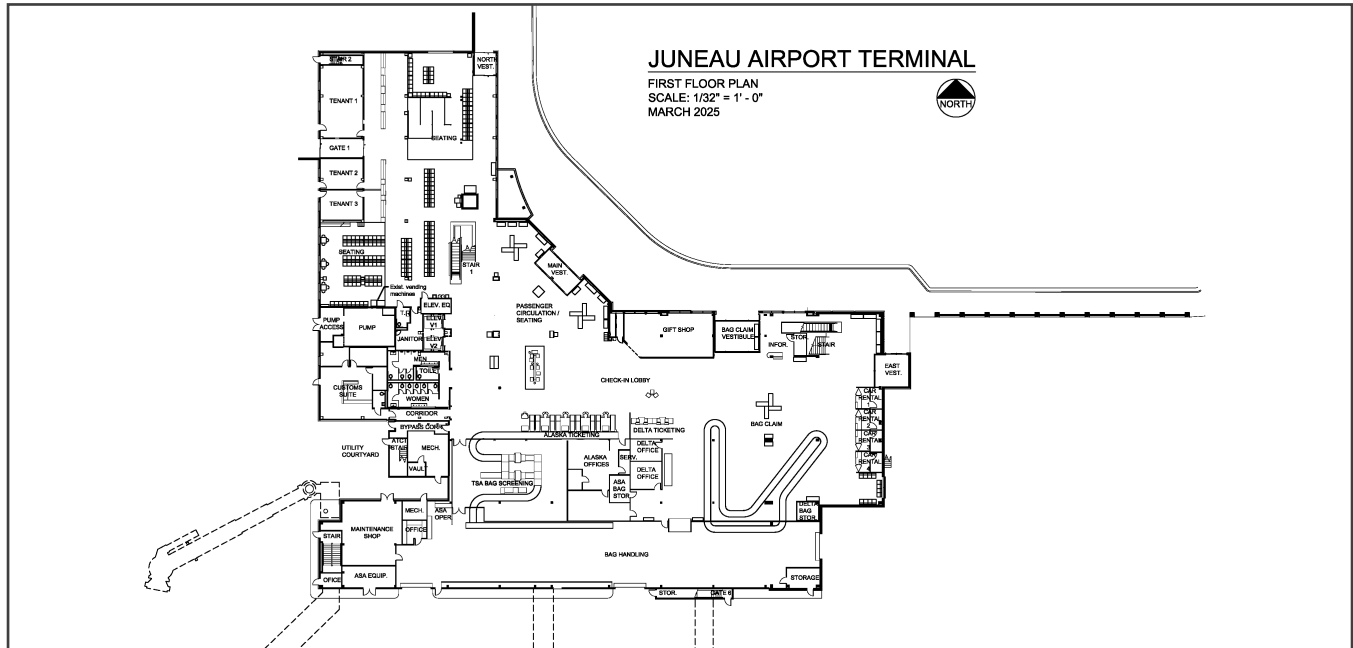 JUNEAU AIRPORT TERMINAL
FIRST FLOOR PLAN
SCALE: 1/32" = 1' - 0"
MARCH 2025
NORTH
STAIR 2
NORTH
VEST.
TENANT 1
SEATING
GATE 1
TENANT 2
TENANT 3
SEATING
STAIR
1
MAIN
VEST.
Exist. vending
machines
ELEV. EQ
PASSENGER
CIRCULATION /
SEATING
PUMP
ACCESS
PUMP
JANITOR
ELEV
V1
ELEV
V2
GIFT SHOP
BAG CLAIM
VESTIBULE
INFOR.
STOR.
STAIR
MEN
TOILET
EAST
VEST.
CUSTOMS
SUITE
WOMEN
CHECK-IN LOBBY
CAR
RENTAL
CAR
RENTAL
2
CAR
RENTAL
CAR
RENTAL
CORRIDOR
BYPASS CORR.
BAG CLAIM
ALASKA TICKETING
DELTA TICKETING
UTILITY
COURTYARD
ATCT
STAIR
MECH.
VAULT
ALASKA
OFFICES
SERV.
DELTA
OFFICE
DELTA
OFFICE
TSA BAG SCREENING
ASA
BAG
STOR
DELTA
BAG
STOR
MECH.
ASA
OPER
MAINTENANCE
SHOP
OFFICE
STAIR
BAG HANDLING
OFICE
ASA EQUIP.
STORAGE
STOR.
GATE 6